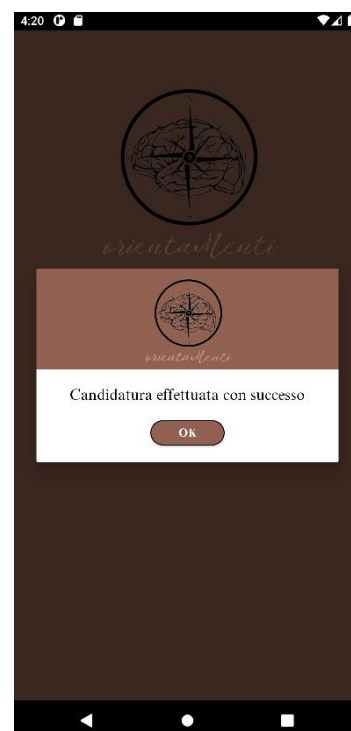 4:20
orientaMenti
orientaMenti
Candidatura effettuata con successo
OK